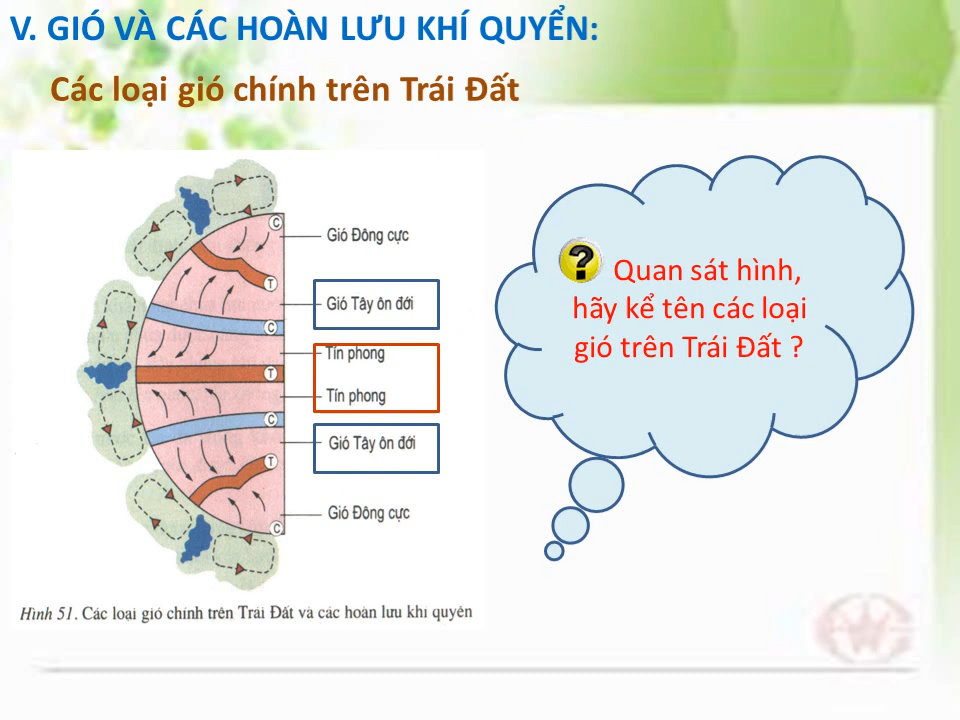 V. GIÓ VÀ CÁC HOÀN LƯU KHÍ QUYỂN:
Các loại gió chính trên Trái Đất
C
Gió Đông cực
T
Gió Tây ôn đới
C
Tín phong
T
Tín phong
C
Gió Tây ôn đới
T
Gió Đông cực
C
Hình 51. Các loại gió chính trên Trái Đất và các hoàn lưu khí quyên
? Quan sát hình,
hãy kể tên các loại
gió trên Trái Đất ?